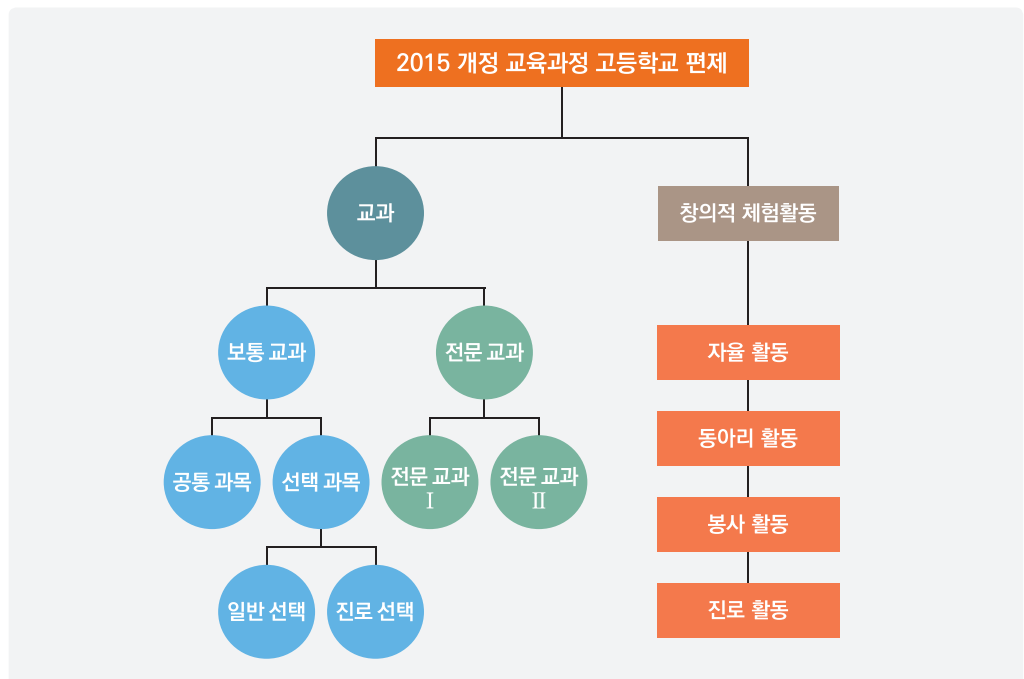 2015 개정 교육과정 고등학교 편제
교과
창의적 체험활동
보통 교과
전문 교과
자율 활동
동아리 활동
공통 과목
선택 과목
전문 교과
Ⅰ
전문 교과
Ⅱ
봉사 활동
일반 선택
진로 선택
진로 활동